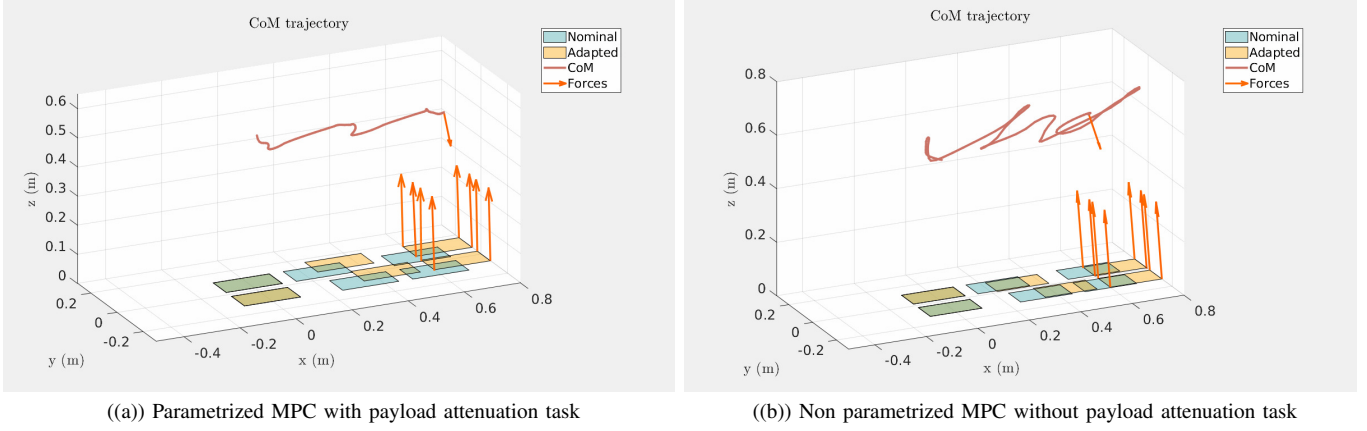 CoM trajectory
Nominal
Adapted
CoM
Forces
0.6
0.5
0.4
0.3
0.2
0.1
0
z (m)
0.2
0
-0.2
y (m)
-0.4
-0.2
0
0.2
0.4
0.6
0.8
x (m)
((a)) Parametrized MPC with payload attenuation task
CoM trajectory
Nominal
Adapted
CoM
Forces
0.8
0.6
0.4
0.2
0
z (m)
0.2
0
-0.2
y (m)
-0.4
-0.2
0
0.2
0.4
0.6
0.8
x (m)
((b)) Non parametrized MPC without payload attenuation task